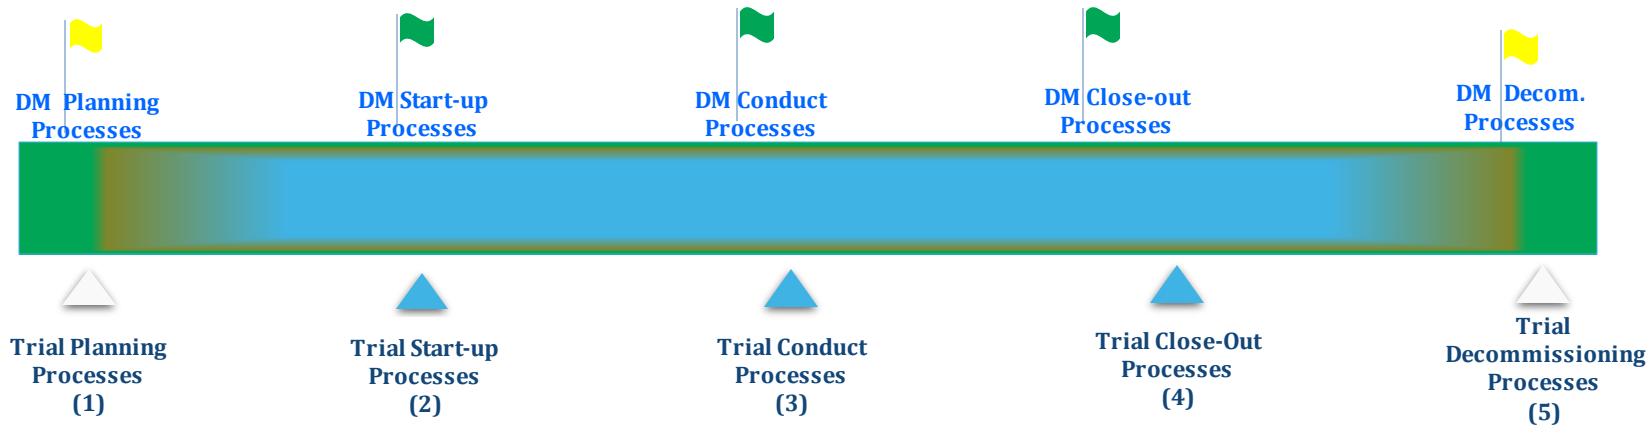 DM Planning
Processes
DM Start-up
Processes
DM Conduct
Processes
DM Close-out
Processes
DM Decom.
Processes
Trial Planning
Processes
(1)
Trial Start-up
Processes
(2)
Trial Conduct
Processes
(3)
Trial Close-Out
Processes
(4)
Trial
Decommissioning
Processes
(5)